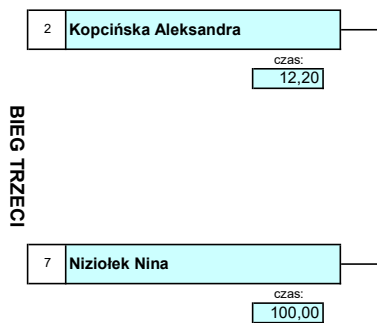 2 Kopcińska Aleksandra
czas:
12,20
BIEG TRZECI
7 Niziołek Nina
czas:
100,00